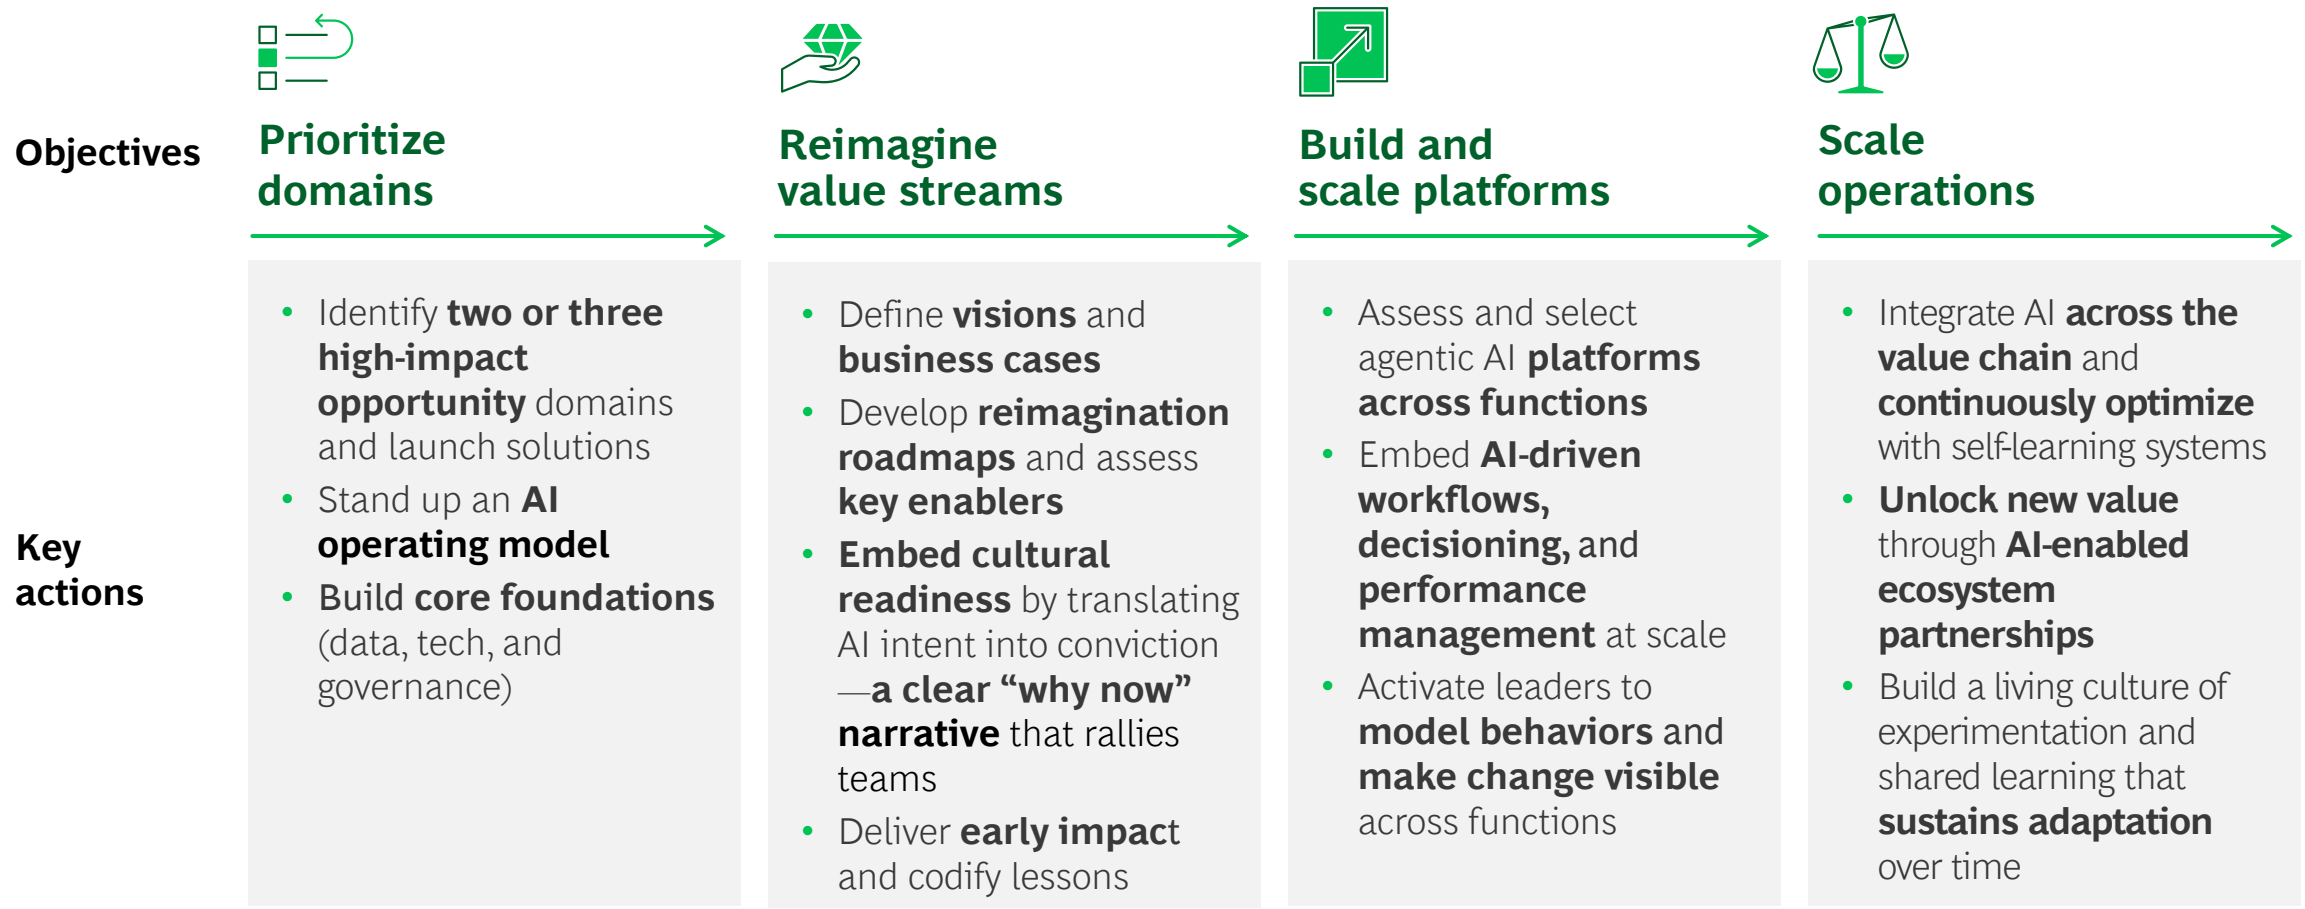 Objectives
Prioritize
domains
Reimagine
value streams
Build and
scale platforms
Scale
operations
Key
actions
• Identify two or three
high-impact
opportunity domains
and launch solutions
• Stand up an AI
operating model
• Build core foundations
(data, tech, and
governance)
• Define visions and
business cases
• Develop reimagination
roadmaps and assess
key enablers
• Embed cultural
readiness by translating
AI intent into conviction
—a clear “why now”
narrative that rallies
teams
• Deliver early impact
and codify lessons
• Assess and select
agentic AI platforms
across functions
• Embed AI-driven
workflows,
decisioning, and
performance
management at scale
• Activate leaders to
model behaviors and
make change visible
across functions
• Integrate AI across the
value chain and
continuously optimize
with self-learning systems
• Unlock new value
through AI-enabled
ecosystem
partnerships
• Build a living culture of
experimentation and
shared learning that
sustains adaptation
over time